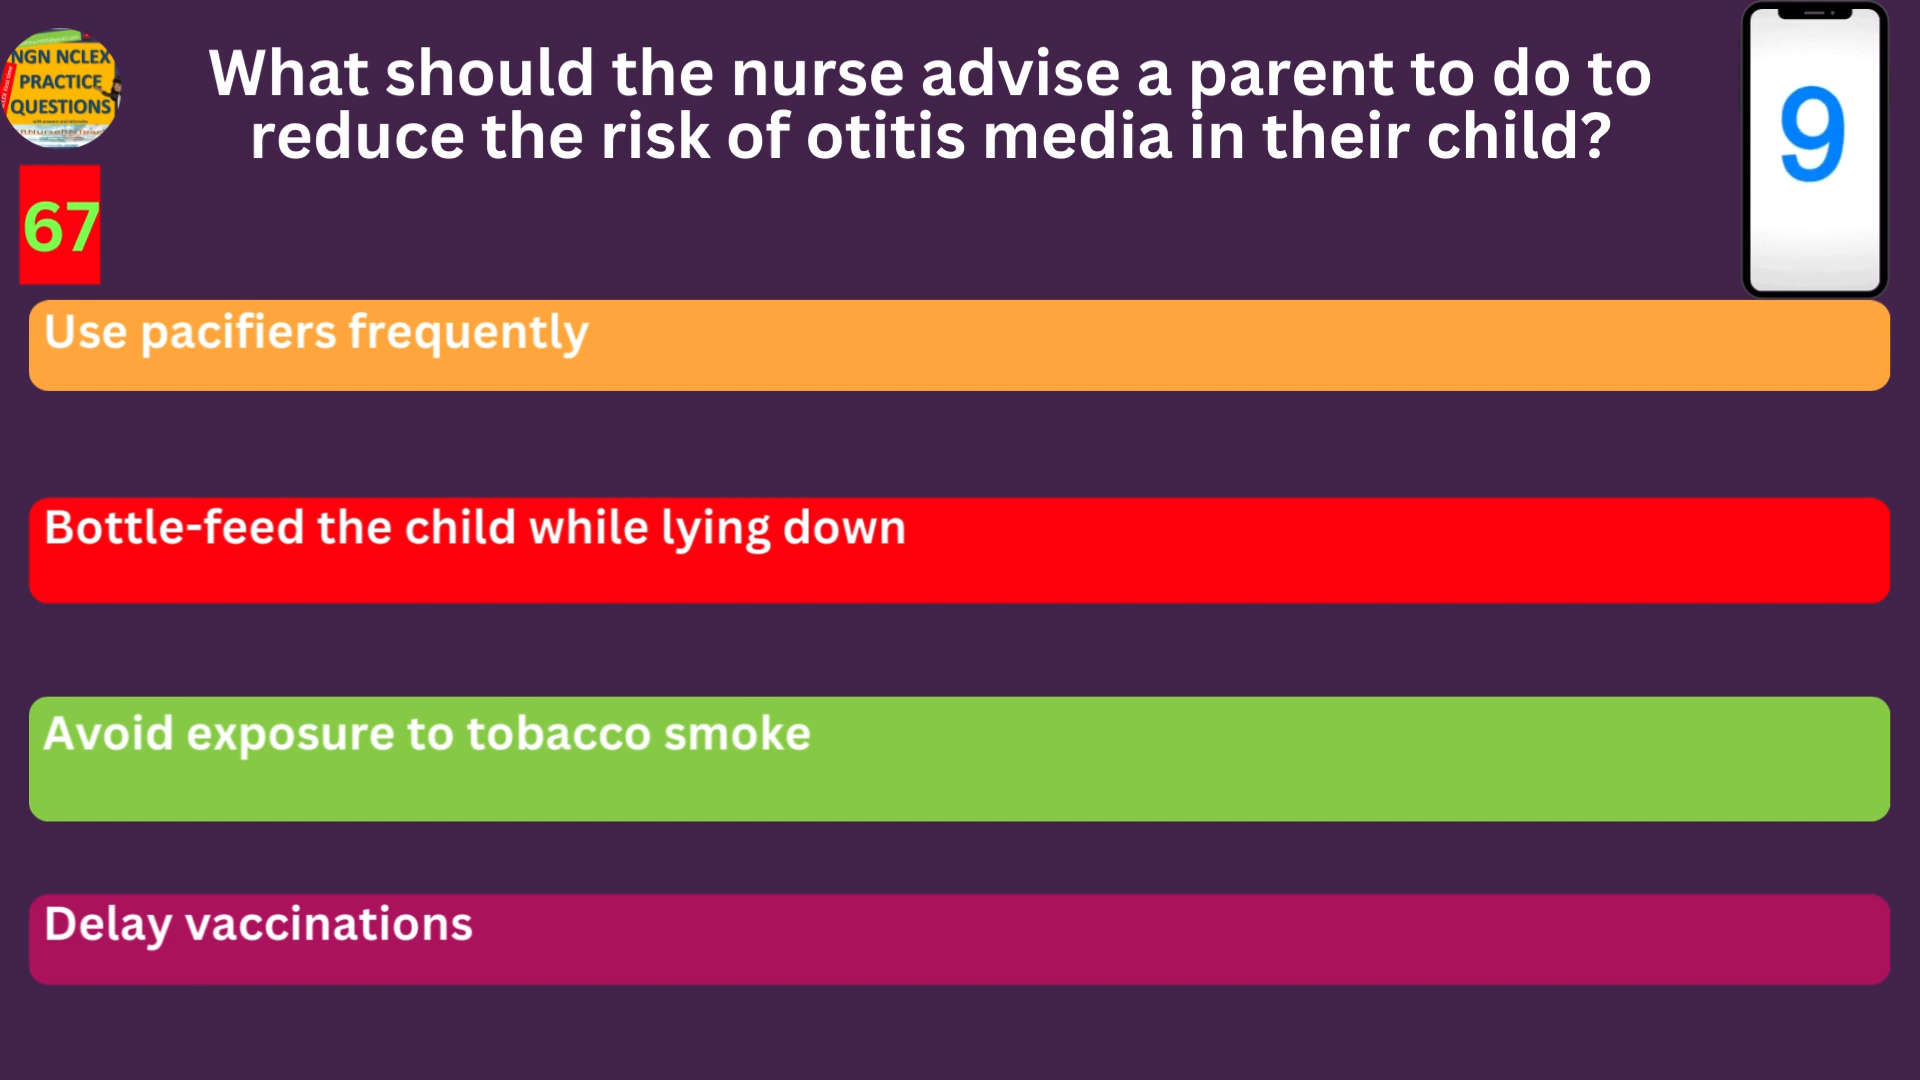 NGN NCLEX
PRACTICE
QUESTIONS
What should the nurse advise a parent to do to
reduce the risk of otitis media in their child?
9
67
Use pacifiers frequently
Bottle-feed the child while lying down
Avoid exposure to tobacco smoke
Delay vaccinations